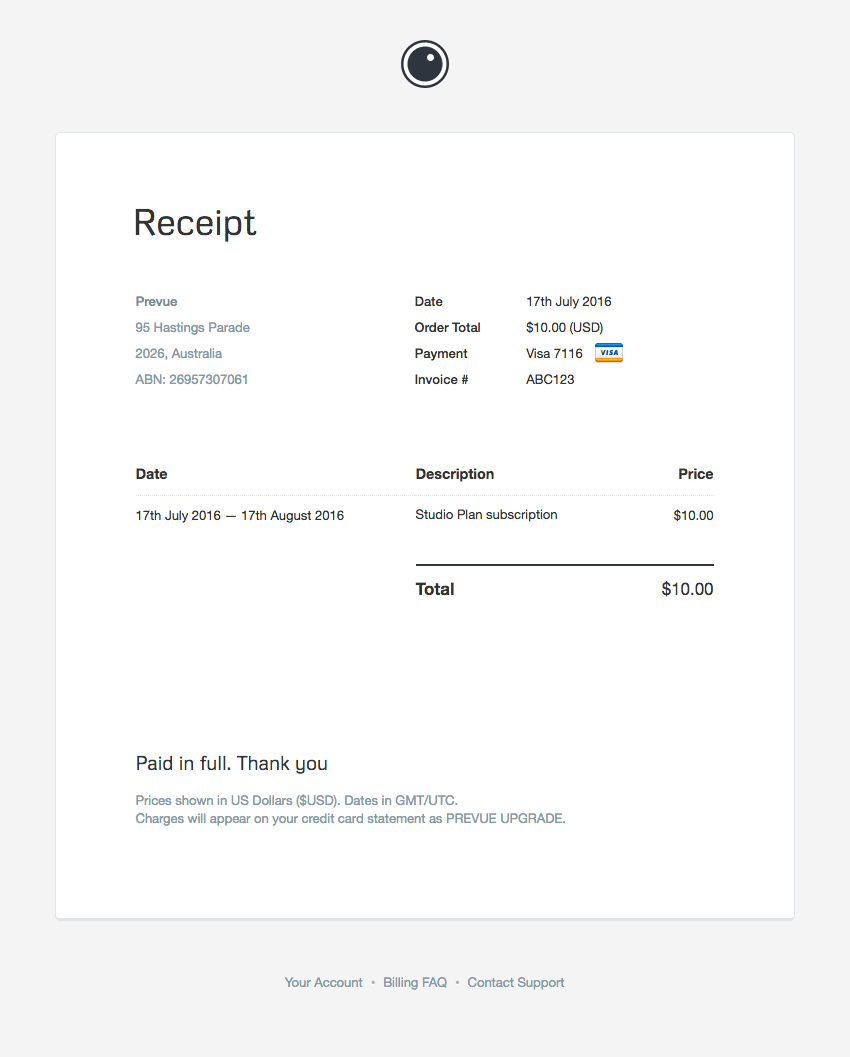 Receipt
Prevue
95 Hastings Parade
2026, Australia
ABN: 26957307061
Date 17th July 2016
Order Total $10.00 (USD)
Payment Visa 7116 VISA
Invoice # ABC123
Date Description Price
17th July 2016 — 17th August 2016 Studio Plan subscription $10.00
Total $10.00
Paid in full. Thank you
Prices shown in US Dollars ($USD). Dates in GMT/UTC.
Charges will appear on your credit card statement as PREVUE UPGRADE.
Your Account • Billing FAQ • Contact Support